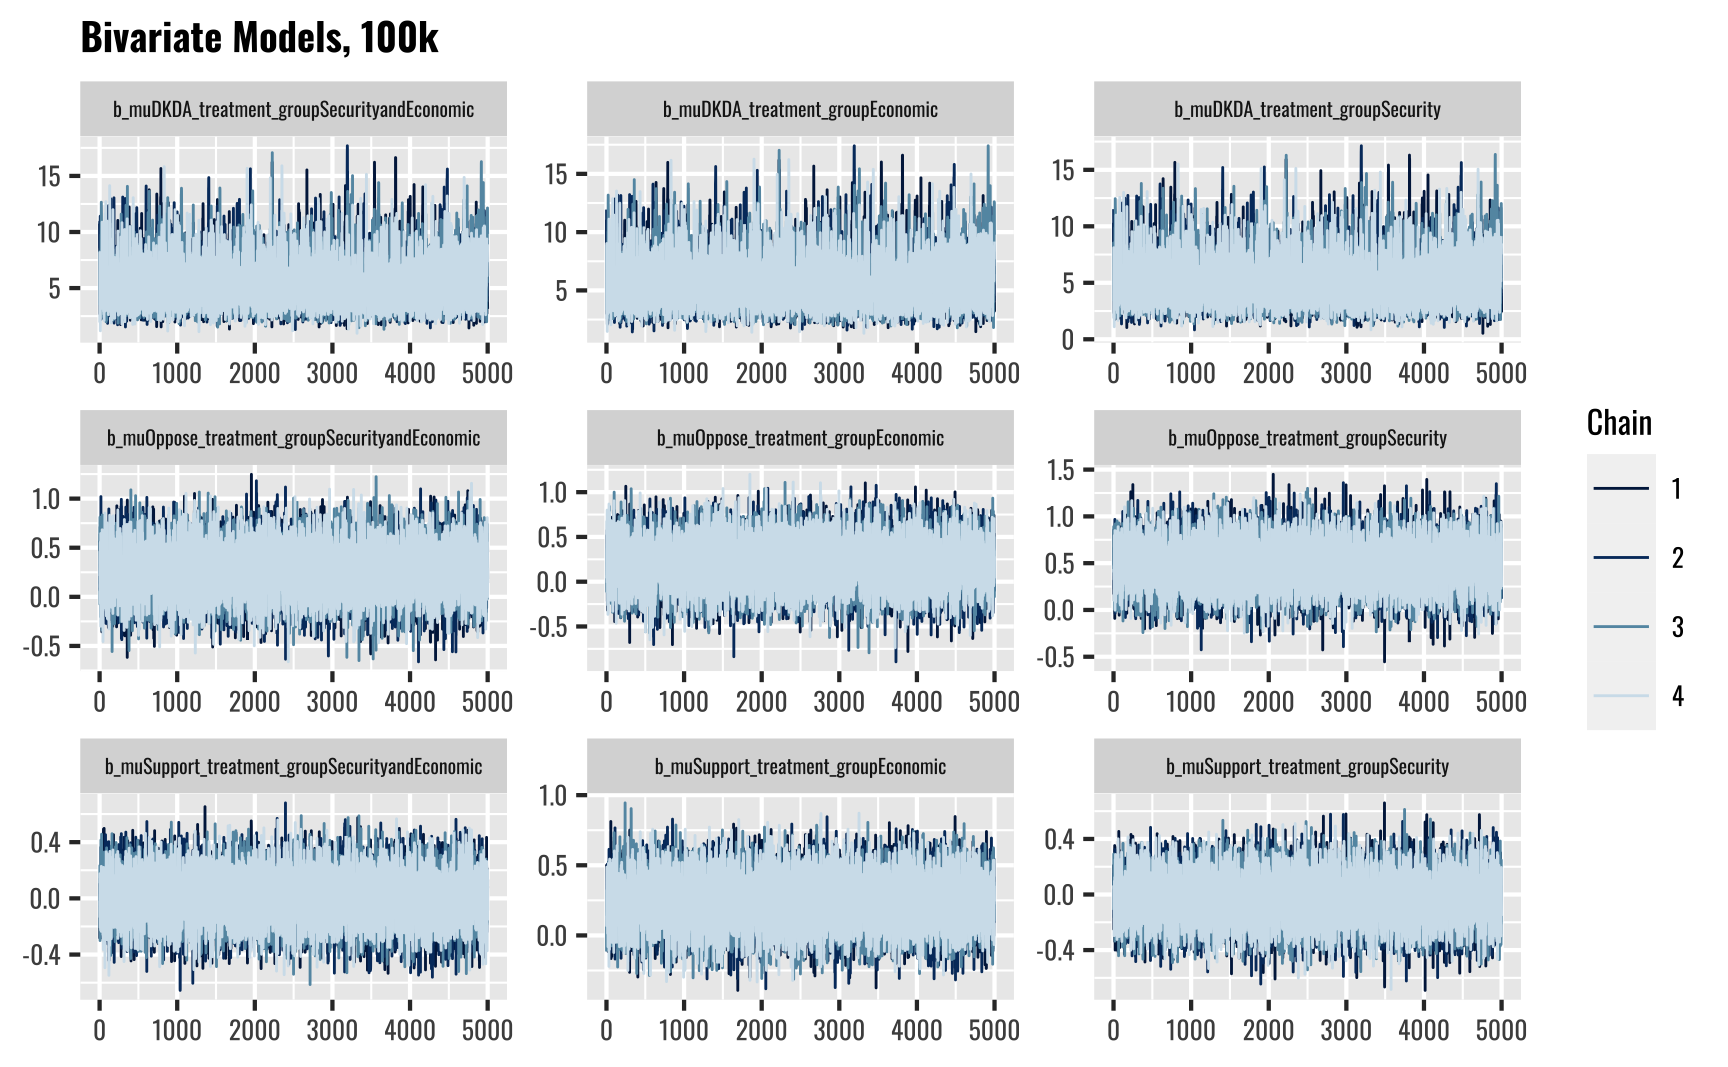 Bivariate Models, 100k
b_muDKDA_treatment_groupSecurityandEconomic
b_muDKDA_treatment_groupEconomic
b_muDKDA_treatment_groupSecurity
15
10
5
0 1000 2000 3000 4000 5000
15
10
5
0 1000 2000 3000 4000 5000
15
10
5
0
0 1000 2000 3000 4000 5000
b_muOppose_treatment_groupSecurityandEconomic
b_muOppose_treatment_groupEconomic
b_muOppose_treatment_groupSecurity
1.0
0.5
0.0
-0.5
0 1000 2000 3000 4000 5000
1.0
0.5
0.0
-0.5
0 1000 2000 3000 4000 5000
1.5
1.0
0.5
0.0
-0.5
0 1000 2000 3000 4000 5000
b_muSupport_treatment_groupSecurityandEconomic
b_muSupport_treatment_groupEconomic
b_muSupport_treatment_groupSecurity
0.4
0.0
-0.4
0 1000 2000 3000 4000 5000
1.0
0.5
0.0
0 1000 2000 3000 4000 5000
0.4
0.0
-0.4
0 1000 2000 3000 4000 5000
Chain
1
2
3
4